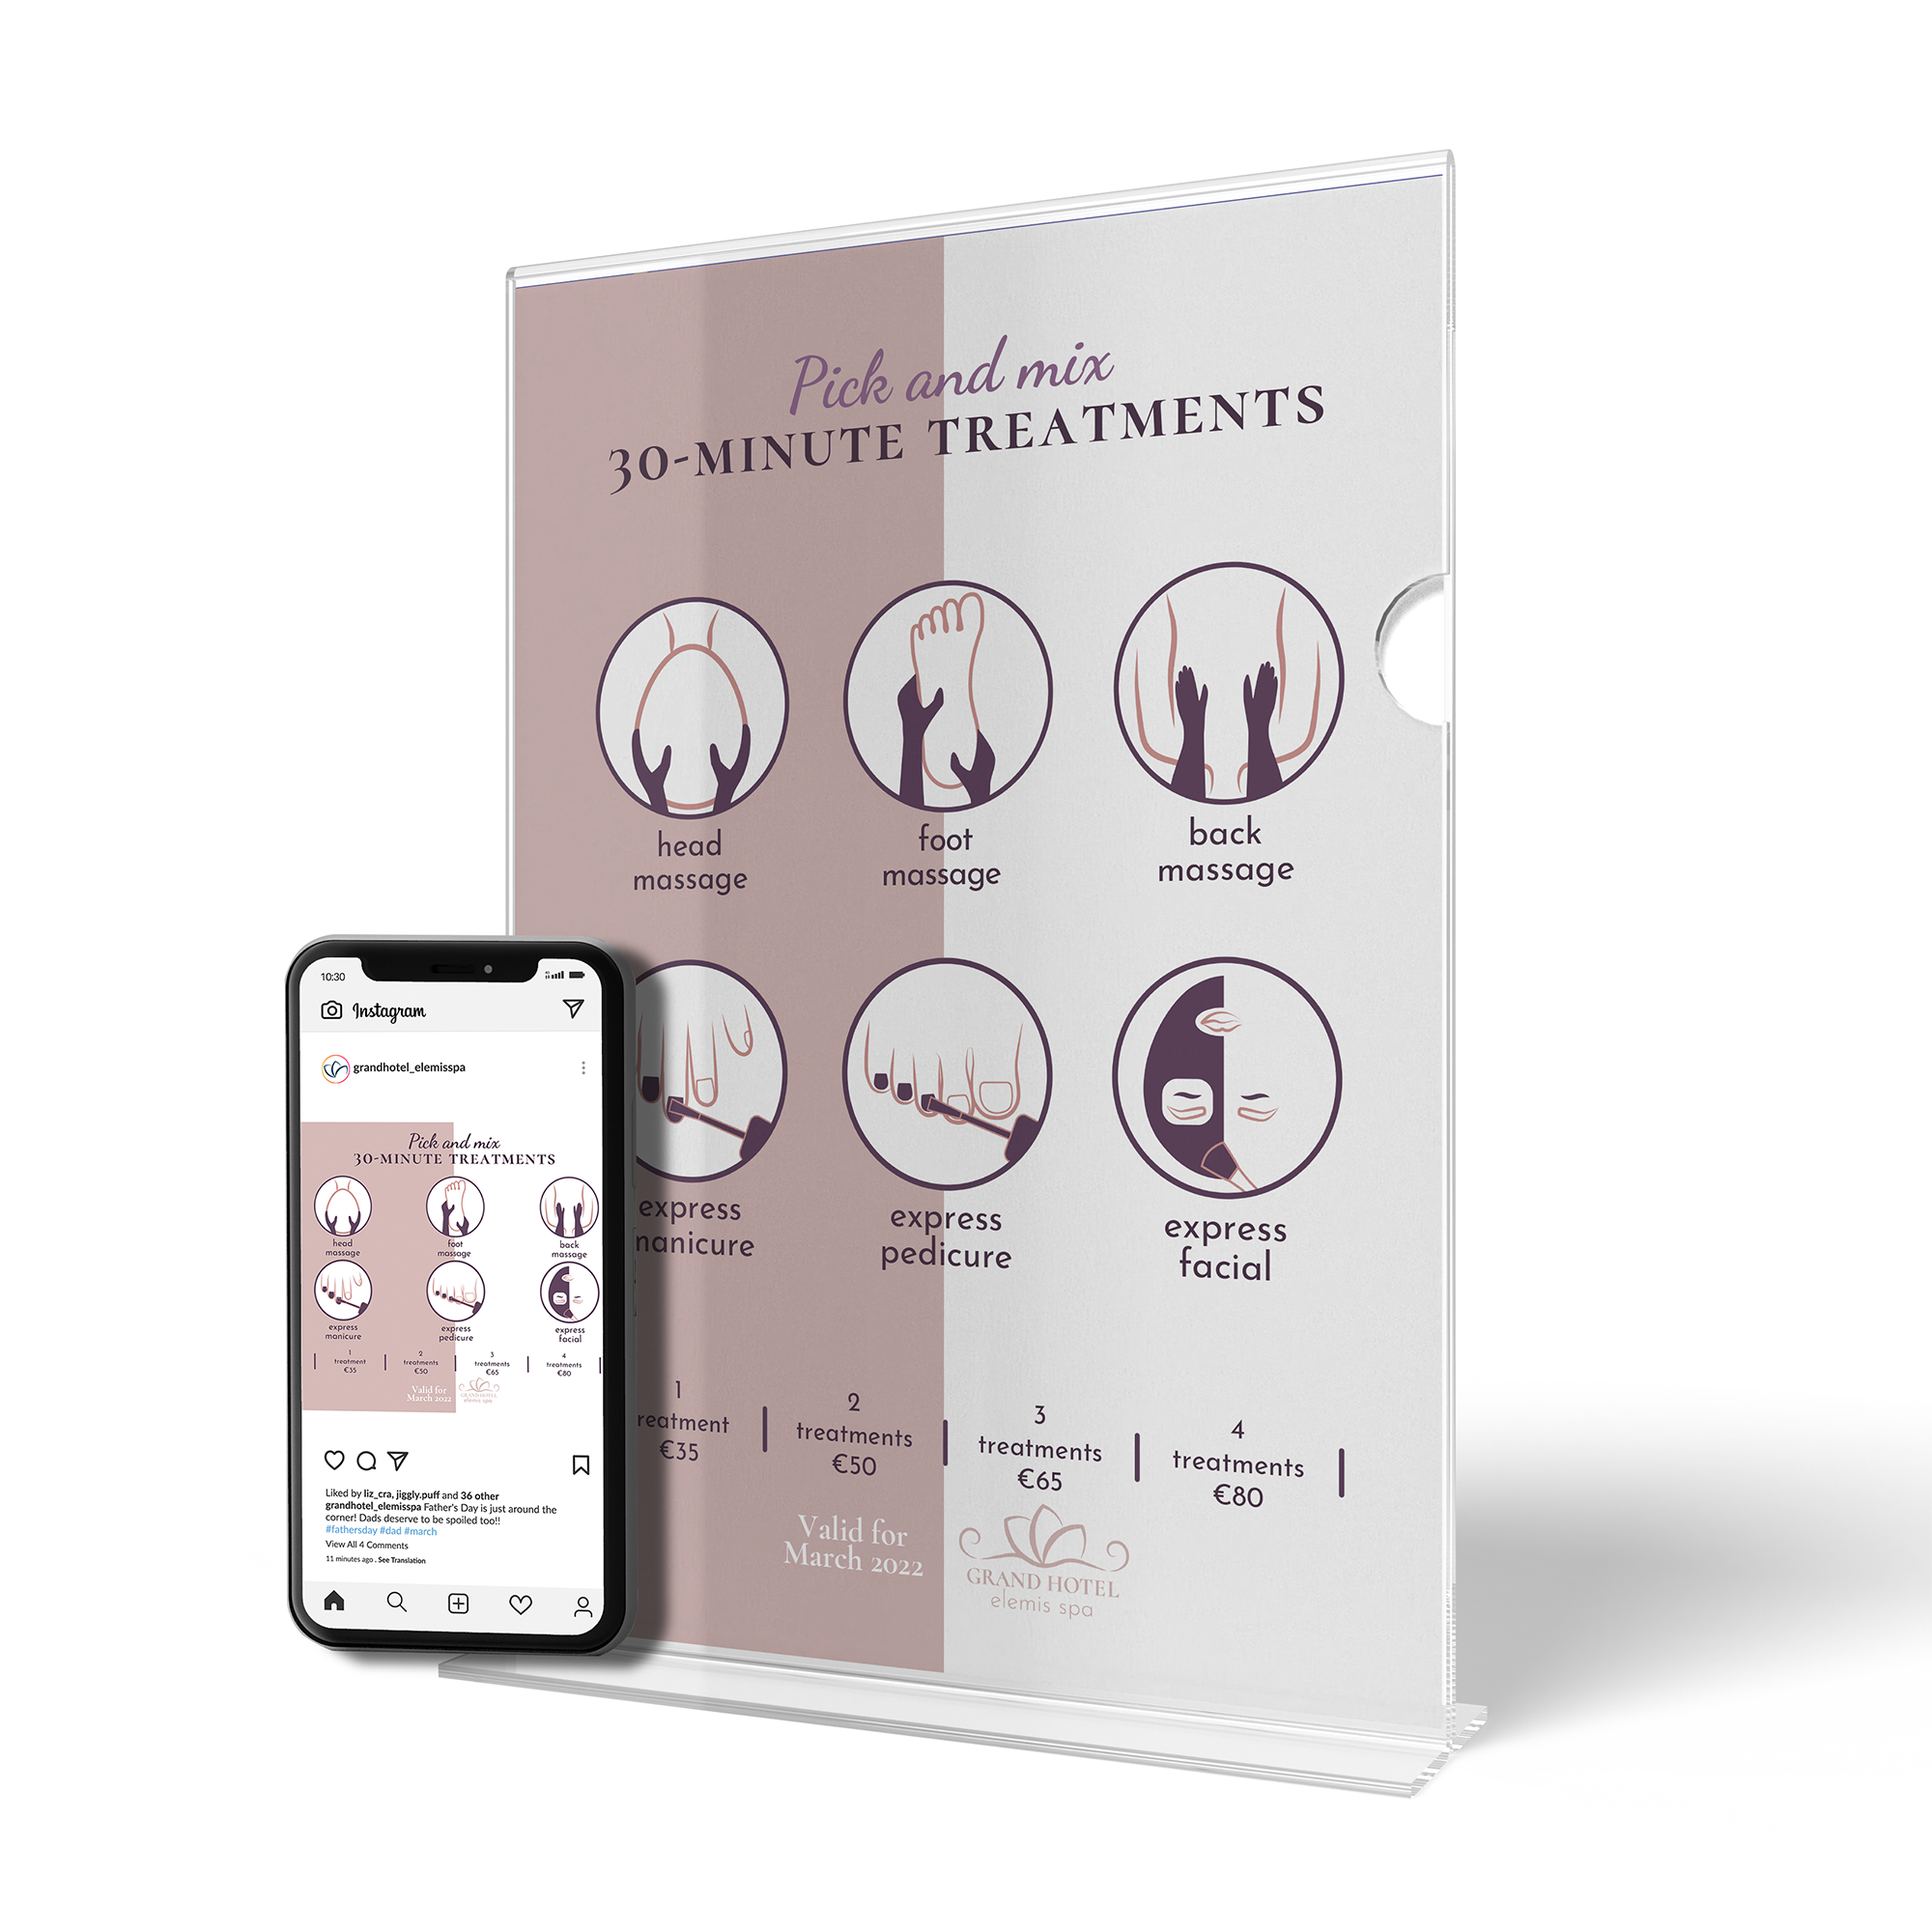 Pick and mix
30-MINUTE TREATMENTS
head
massage
foot
massage
back
massage
express
manicure
express
pedicure
express
facial
1
treatment
€35
2
treatments
€50
3
treatments
€65
4
treatments
€80
Valid for
March 2022
GRAND HOTEL
elemis spa
10:30
Instagram
grandhotel_elemisspa
Pick and mix
30-MINUTE TREATMENTS
head
massage
foot
massage
back
massage
express
manicure
express
pedicure
express
facial
1
treatment
€35
2
treatments
€50
3
treatments
€65
4
treatments
€80
Valid for
March 2022
GRAND HOTEL
elemis spa
Liked by liz_cra, jiggly.puff and 36 other
grandhotel_elemisspa Father's Day is just around the
corner! Dads deserve to be spoiled too!!
#fathersday #dad #march
View All 4 Comments
11 minutes ago . See Translation